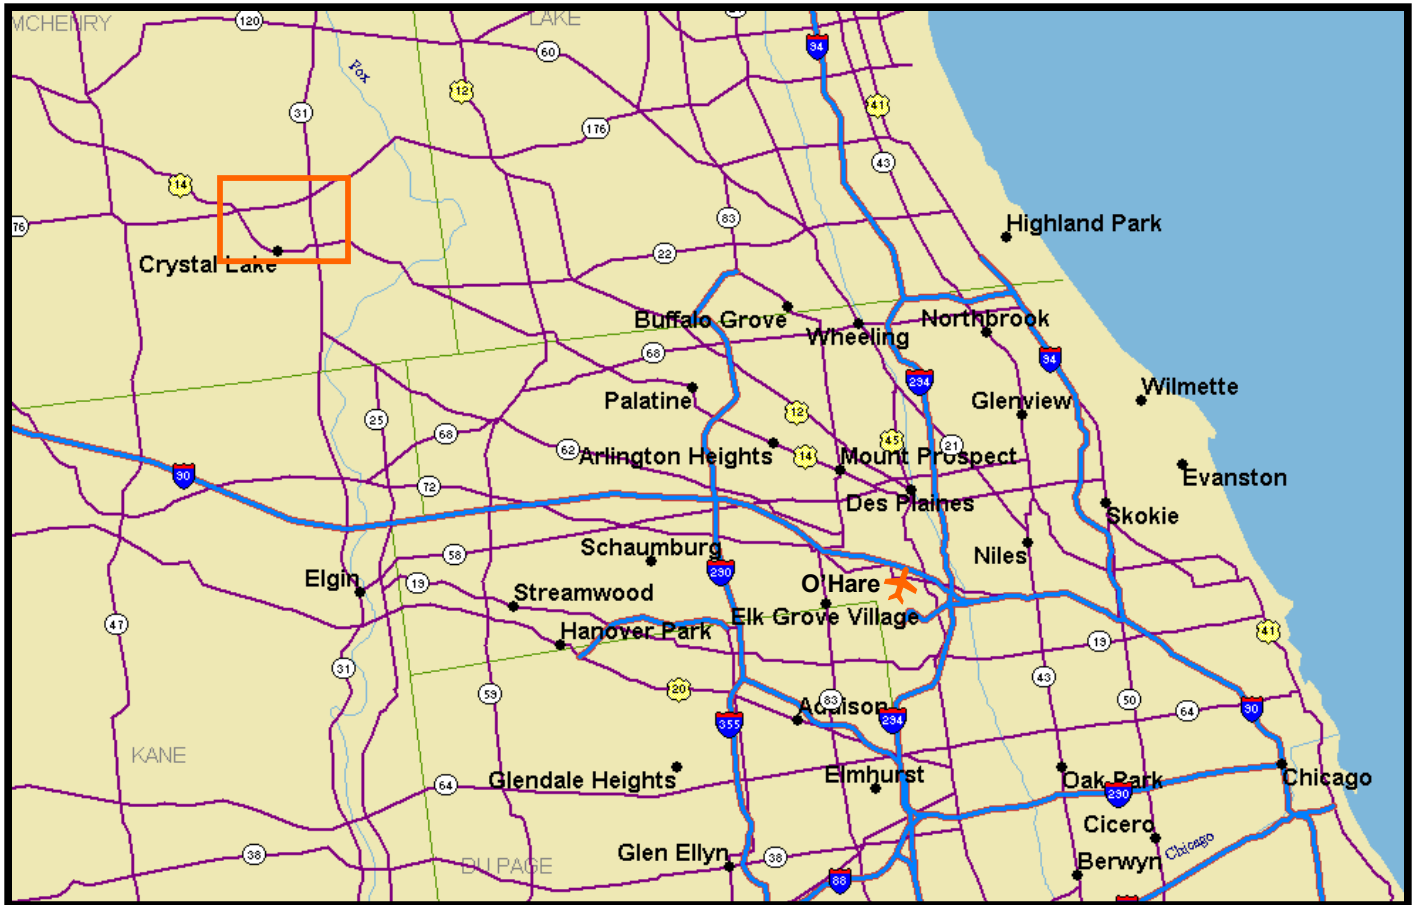 MCHENRY
LAKE
120
60
94
Fox
12
31
41
176
43
14
83
76
Highland Park
22
Crystal Lake
Buffalo Grove
Northbrook
Wheeling
68
94
294
Wilmette
Palatine
Glenview
12
25
68
45
21
62
Arlington Heights
14
Mount Prospect
90
Evanston
72
Des Plaines
Skokie
Schaumburg
58
Niles
290
Elgin
19
O'Hare
Streamwood
Elk Grove Village
47
Hanover Park
41
19
31
43
20
59
83
50
Addison
64
90
355
294
KANE
Glendale Heights
64
Elmhurst
Oak Park
Chicago
290
Cicero
Chicago
Glen Ellyn
38
38
DU PAGE
Berwyn
88